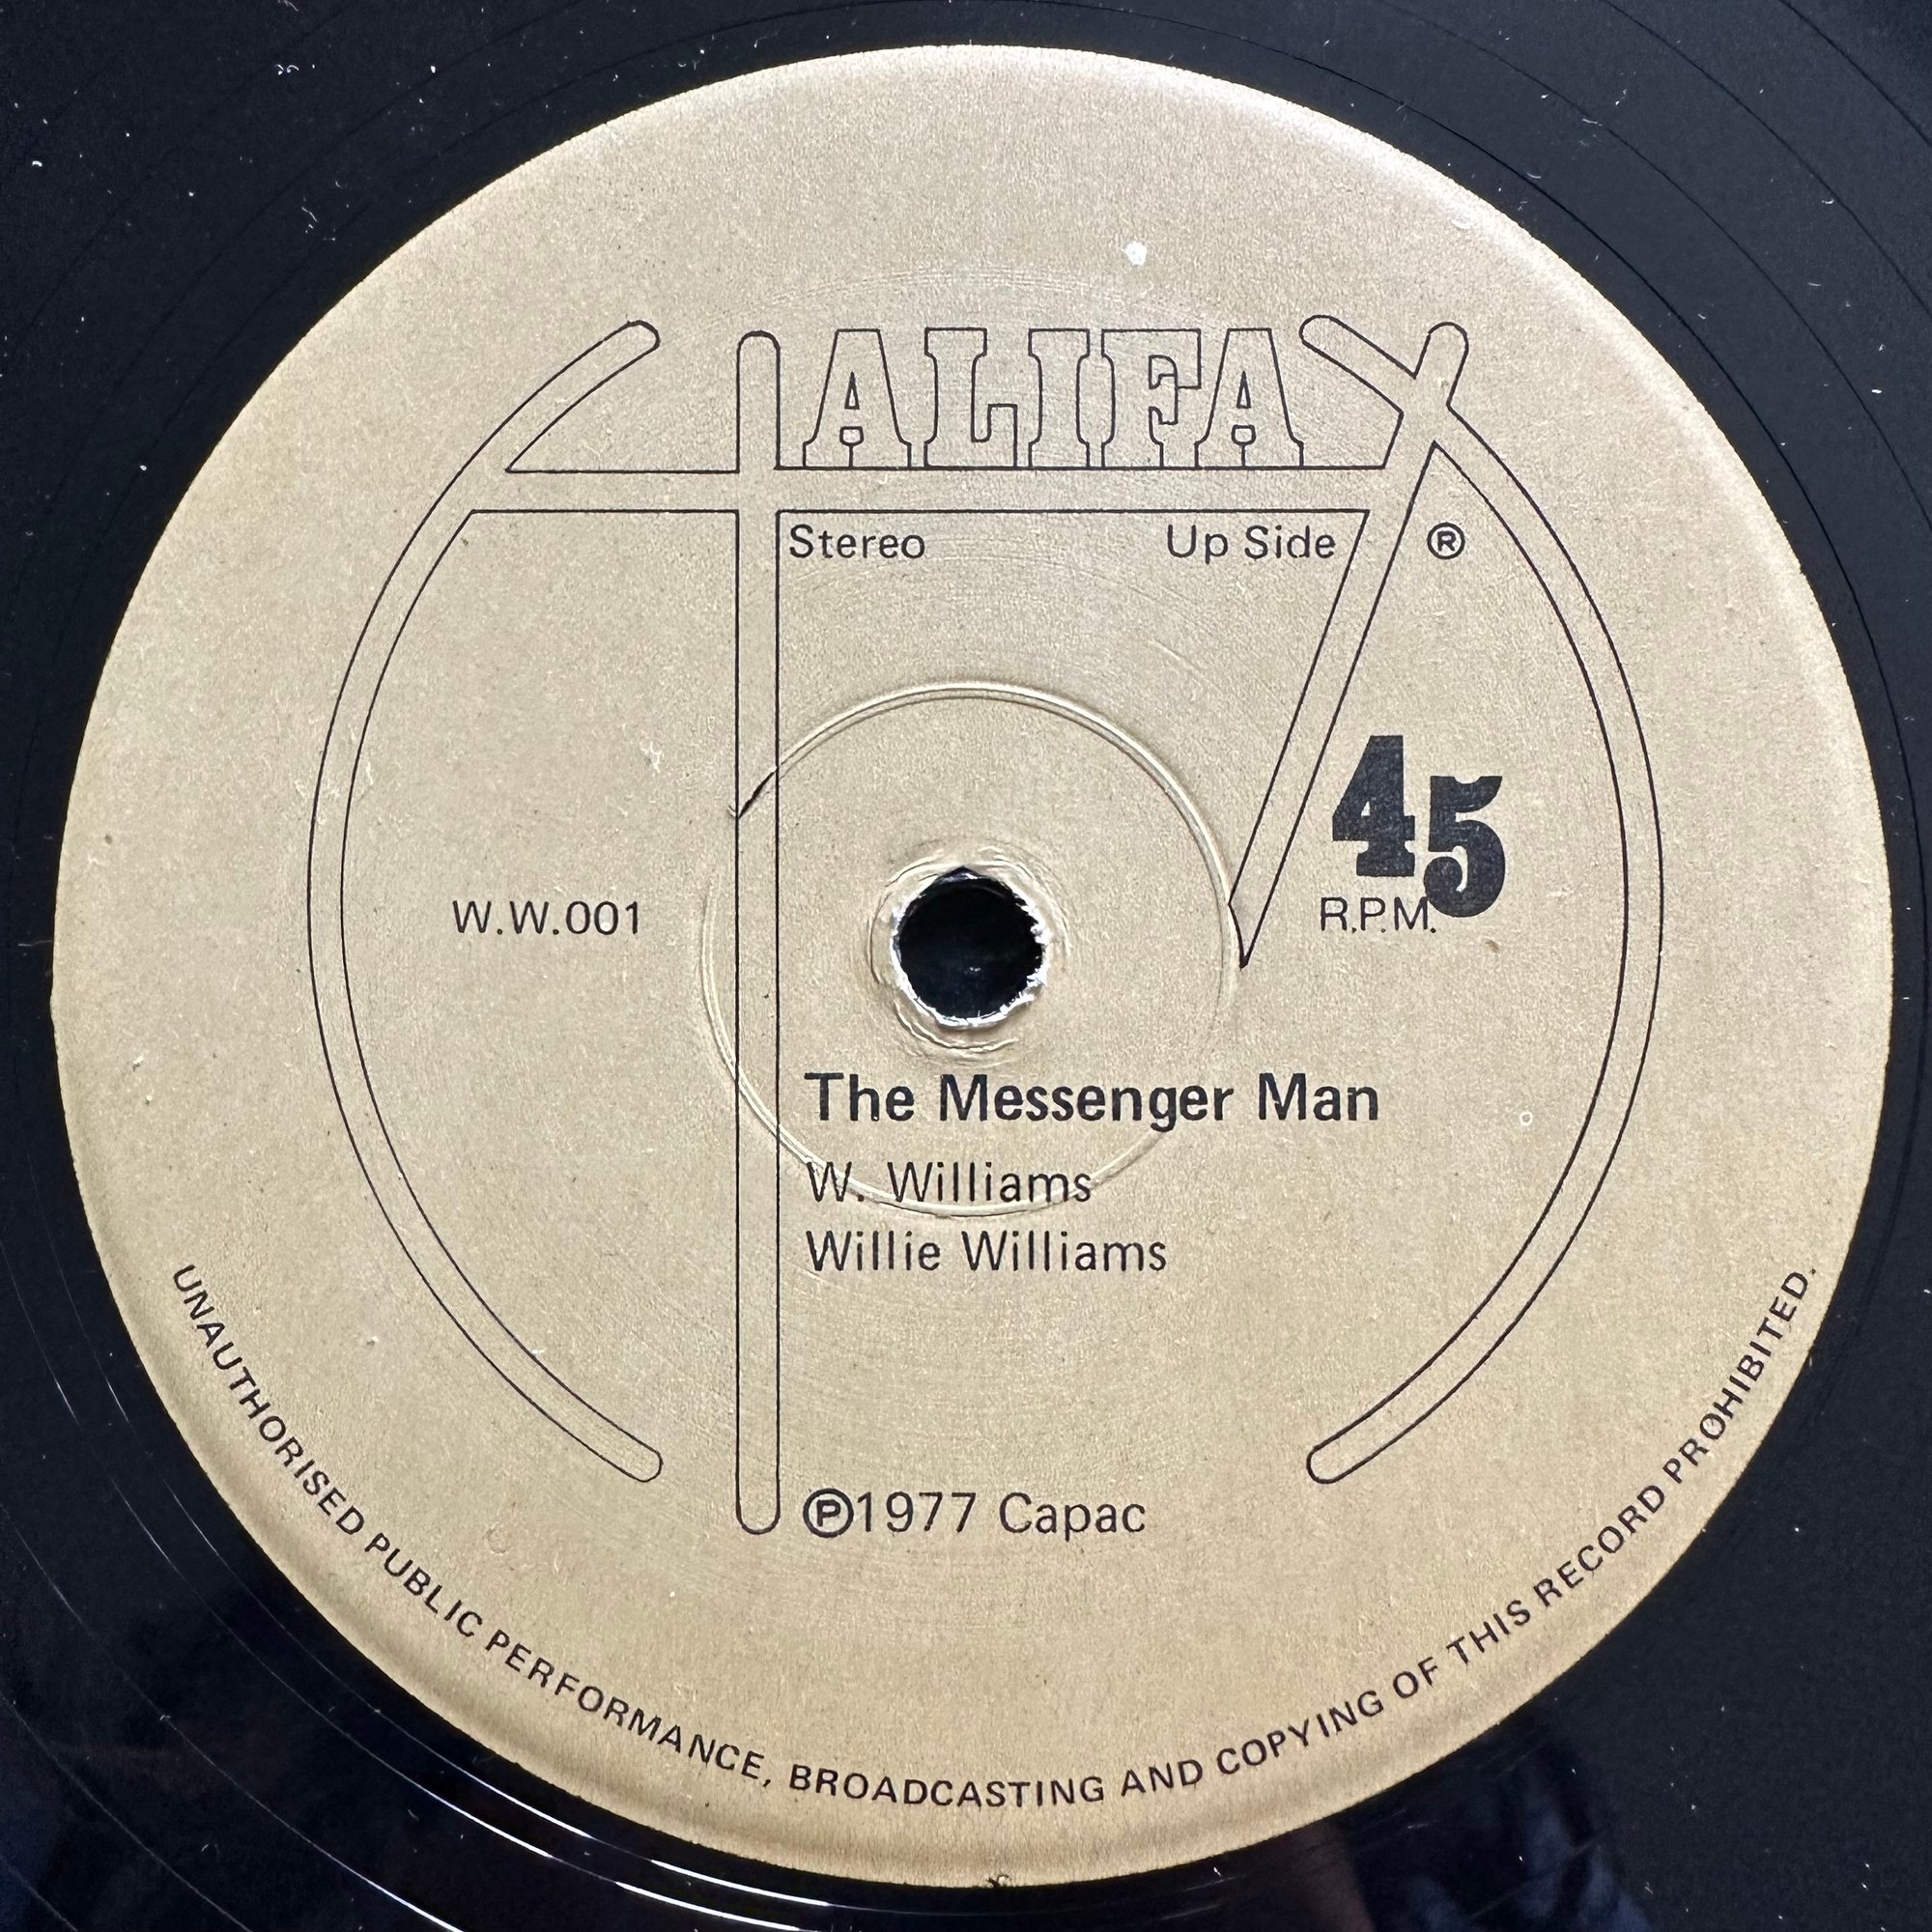 HALIFAX
Stereo Up Side ®
45
W.W.001 R.P.M.
The Messenger Man
W. Williams
Willie Williams
℗1977 Capac
UNAUTHORISED PUBLIC PERFORMANCE, BROADCASTING AND COPYING OF THIS RECORD PROHIBITED.